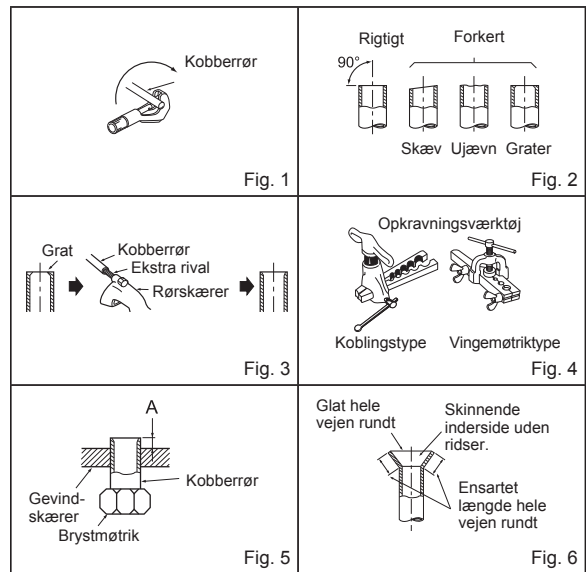 Kobberrør
Fig. 1
Rigtigt
Forkert
90°
Skæv Ujævn Grater
Fig. 2
Grat
Kobberrør
Ekstra rival
Rørskærer
Fig. 3
Opkravningsværktøj
Koblingstype
Vingemøtriktype
Fig. 4
A
Kobberrør
Gevind-
skærer
Brystmøtrik
Fig. 5
Glat hele
vejen rundt
Skinnende
inderside uden
ridser.
Ensartet
længde hele
vejen rundt
Fig. 6